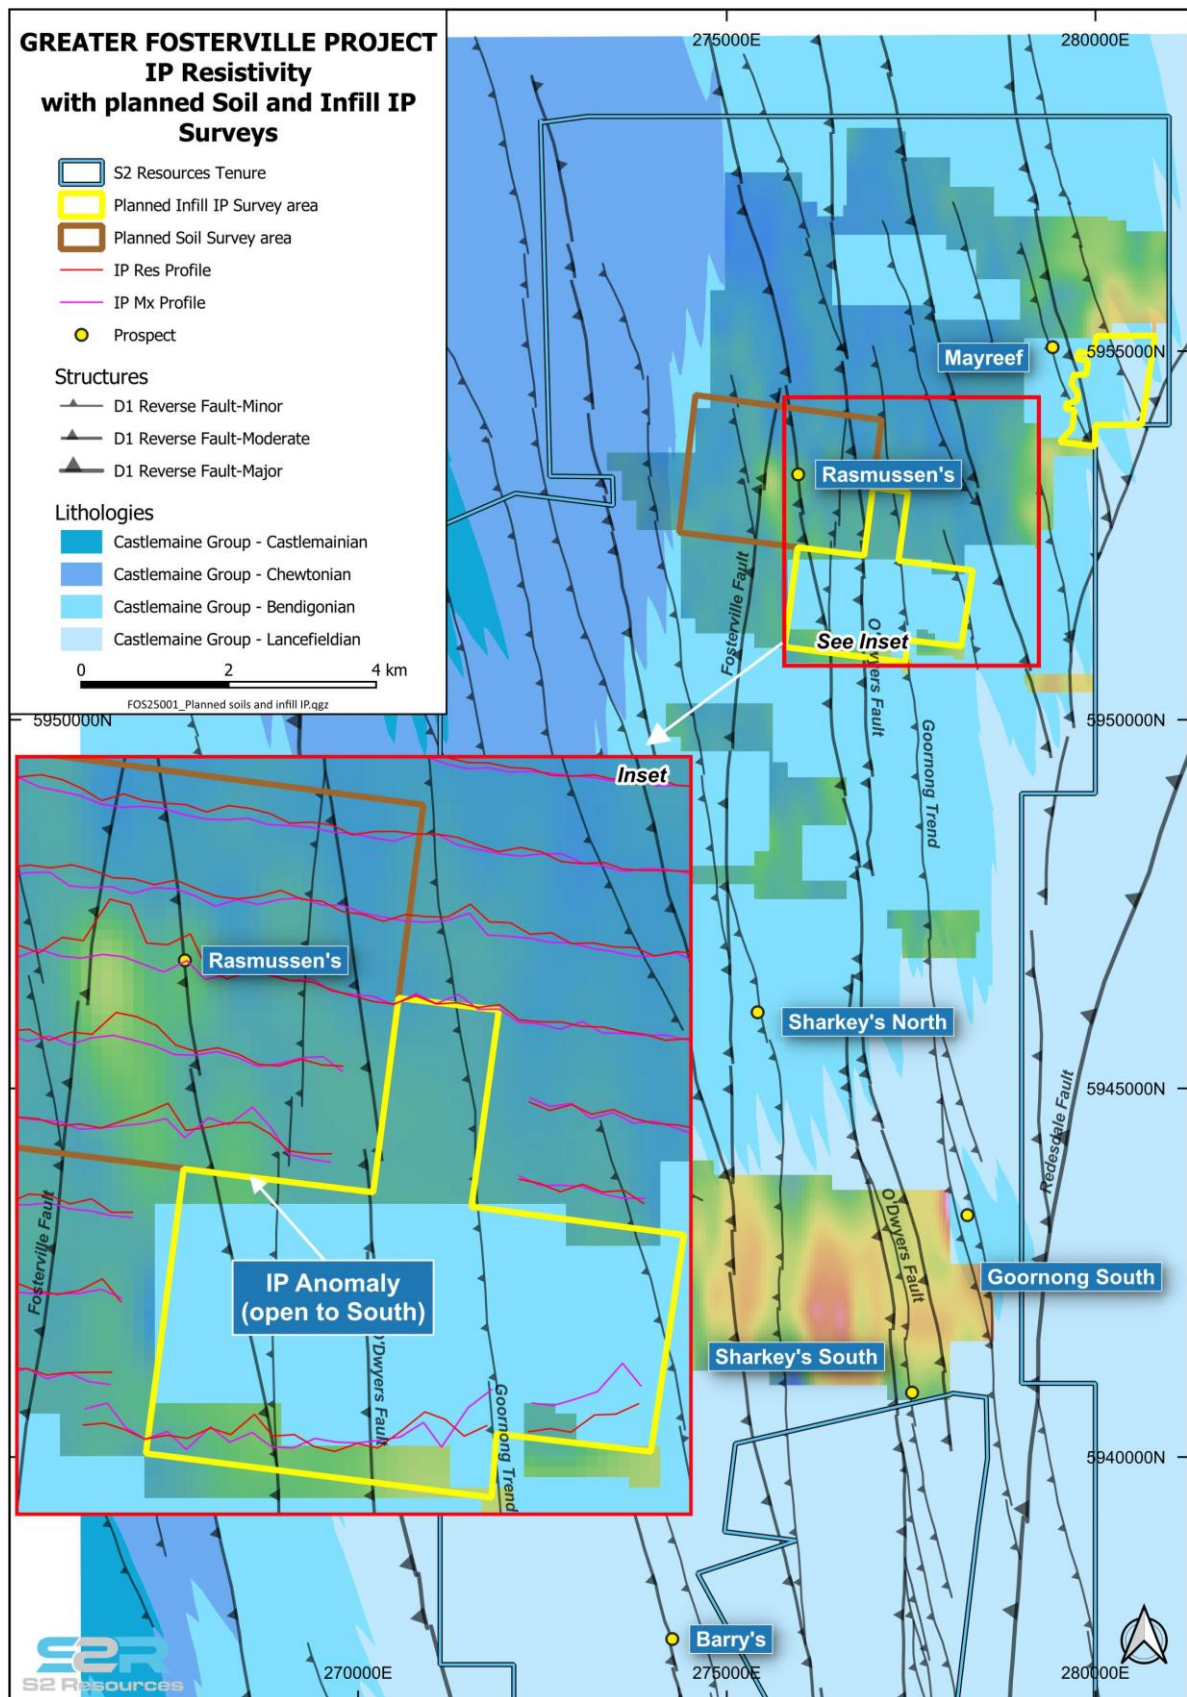 GREATER FOSTERVILLE PROJECT
IP Resistivity
with planned Soil and Infill IP
Surveys
S2 Resources Tenure
Planned Infill IP Survey area
Planned Soil Survey area
IP Res Profile
IP Mx Profile
Prospect
Structures
D1 Reverse Fault-Minor
D1 Reverse Fault-Moderate
D1 Reverse Fault-Major
Lithologies
Castlemaine Group - Castlemainian
Castlemaine Group - Chewtonian
Castlemaine Group - Bendigonian
Castlemaine Group - Lancefieldian
0 2 4 km
FOS25001_Planned soils and infill IP.qgz
275000E
280000E
Mayreef
5955000N
Rasmussen's
Fosterville Fault
See Inset
O'Dwyers Fault
5950000N
5950000N
Goornong Trend
Inset
Rasmussen's
Sharkey's North
5945000N
Redesdale Fault
Fosterville Fault
O'Dwyers Fault
IP Anomaly
(open to South)
Goornong South
O'Dwyers Fault
Sharkey's South
Goornong Trend
5940000N
Barry's
S2R
S2 Resources
270000E
275000E
280000E